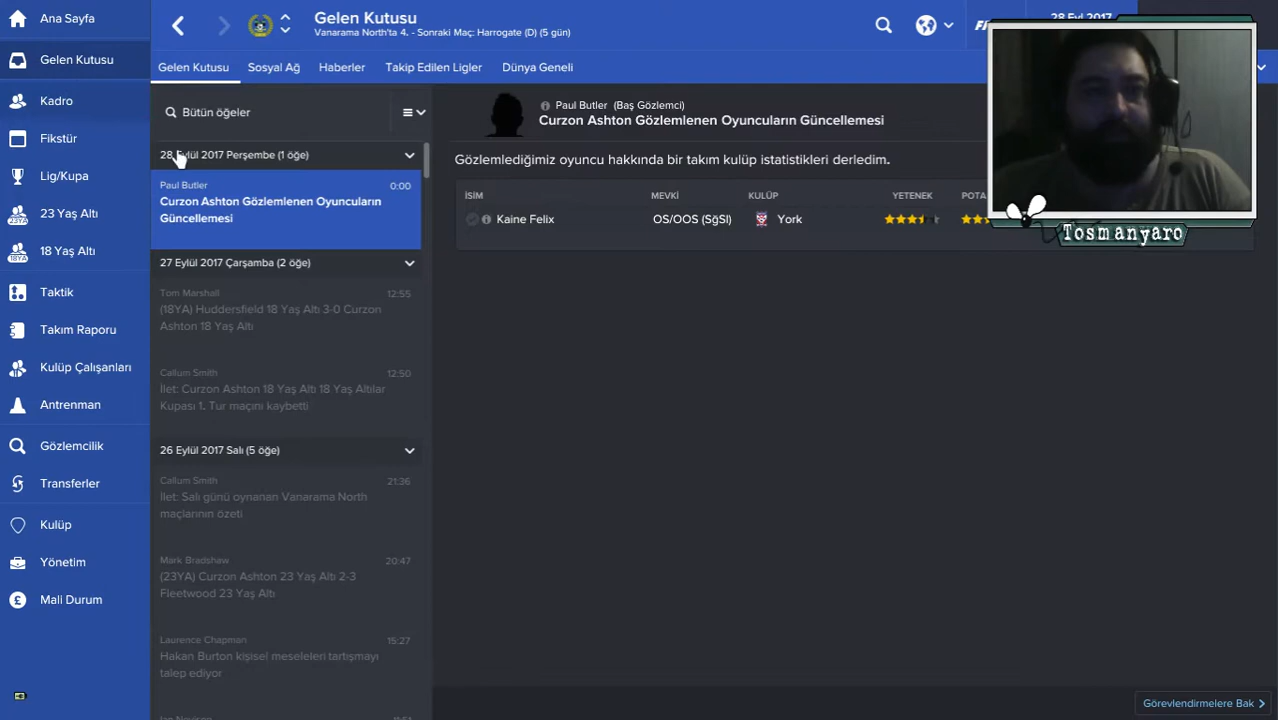 Ana Sayfa
Gelen Kutusu
Kadro
Fikstür
Lig/Kupa
23 Yaş Altı
18 Yaş Altı
Taktik
Takım Raporu
Kulüp Çalışanları
Antrenman
Gözlemcilik
Transferler
Kulüp
Yönetim
Mali Durum
Gelen Kutusu
Vanarama North'ta 4. - Sonraki Maç: Harrogate (D) (5 gün)
28 Eyl 2017
Gelen Kutusu
Sosyal Ağ
Haberler
Takip Edilen Ligler
Dünya Geneli
Bütün öğeler
28 Eylül 2017 Perşembe (1 öğe)
Paul Butler 0:00
Curzon Ashton Gözlemlenen Oyuncuların
Güncellemesi
27 Eylül 2017 Çarşamba (2 öğe)
Tom Marshall 12:55
(18YA) Huddersfield 18 Yaş Altı 3-0 Curzon
Ashton 18 Yaş Altı
Callum Smith 12:50
İlet: Curzon Ashton 18 Yaş Altı 18 Yaş Altılar
Kupası 1. Tur maçını kaybetti
26 Eylül 2017 Salı (5 öğe)
Callum Smith 21:36
İlet: Salı günü oynanan Vanarama North
maçlarının özeti
Mark Bradshaw 20:47
(23YA) Curzon Ashton 23 Yaş Altı 2-3
Fleetwood 23 Yaş Altı
Laurence Chapman 15:27
Hakan Burton kişisel meseleleri tartışmayı
talep ediyor
Paul Butler (Baş Gözlemci)
Curzon Ashton Gözlemlenen Oyuncuların Güncellemesi
Gözlemlediğimiz oyuncu hakkında bir takım kulüp istatistikleri derledim.
İSİM MEVKİ KULÜP YETENEK POTA
Kaine Felix OS/OOS (SğSl) York
Tosmanyaro
Görevlendirmelere Bak